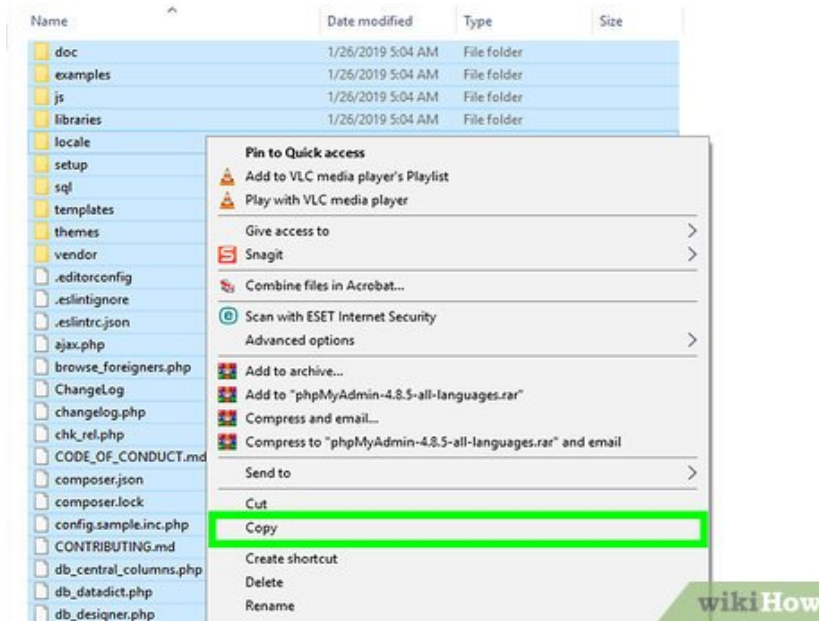 Name Date modified Type Size
doc 1/26/2019 5:04 AM File folder
examples 1/26/2019 5:04 AM File folder
js 1/26/2019 5:04 AM File folder
libraries 1/26/2019 5:04 AM File folder
locale
setup
sql
templates
themes
vendor
.editorconfig
.eslintignore
.eslintrc.json
ajax.php
browse_foreigners.php
ChangeLog
changelog.php
chk_rel.php
CODE_OF_CONDUCT.md
composer.json
composer.lock
config.sample.inc.php
CONTRIBUTING.md
db_central_columns.php
db_datadict.php
db_designer.php
Pin to Quick access
Add to VLC media player's Playlist
Play with VLC media player
Give access to
Snagit
Combine files in Acrobat...
Scan with ESET Internet Security
Advanced options
Add to archive...
Add to "phpMyAdmin-4.8.5-all-languages.rar"
Compress and email...
Compress to "phpMyAdmin-4.8.5-all-languages.rar" and email
Send to
Cut
Copy
Create shortcut
Delete
Rename
wikiHow